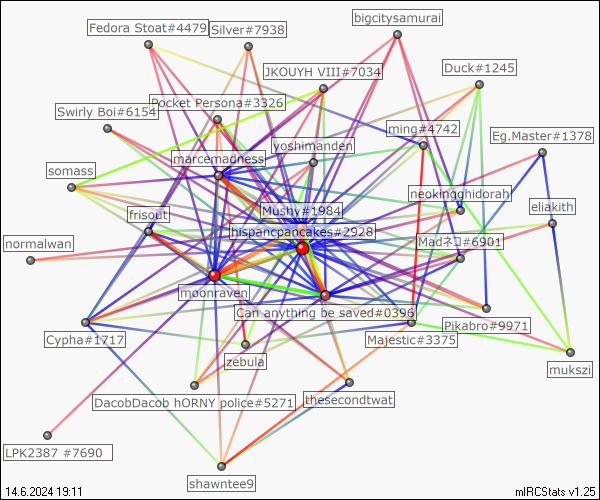 bigcitysamurai
Fedora Stoat#4479
Silver#7938
JKOUYH VIII#7034
Duck#1245
Pocket Persona#3326
Swirly Boi#6154
ming#4742
Eg.Master#1378
yoshimanden
marcemadness
somass
neokingghidorah
eliakith
Mushy#1984
frisout
hispancpancakes#2928
normalwan
Madネコ#6901
moonraven
Can anything be saved#0396
Pikabro#9971
Cypha#1717
Majestic#3375
zebula
mukszi
DacobDacob hORNY police#5271
thesecondtwat
LPK2387 #7690
shawntee9
14.6.2024 19:11
mIRCStats v1.25